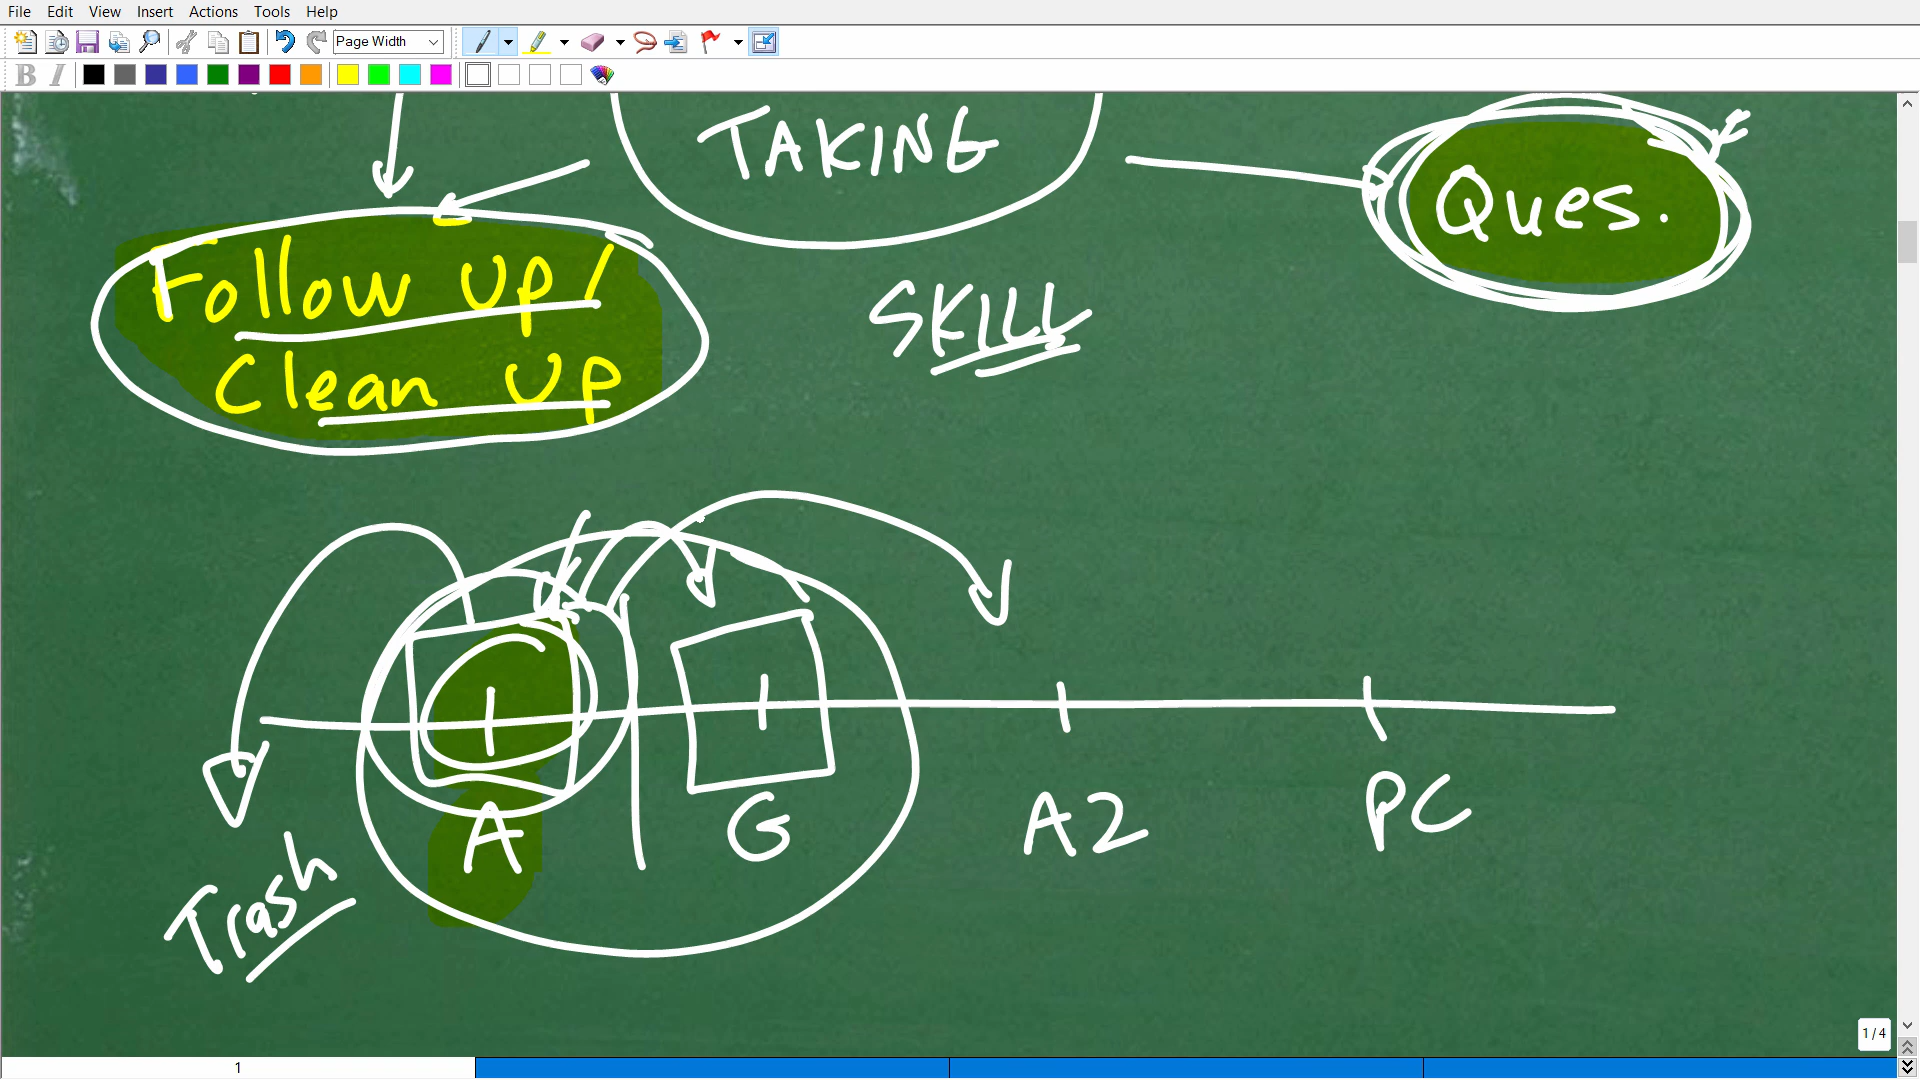 File Edit View Insert Actions Tools Help
Page Width
B I
TAKING
Ques.
Follow up /
Clean up
SKILL
A G A2 PC
Trash
1 / 4
1